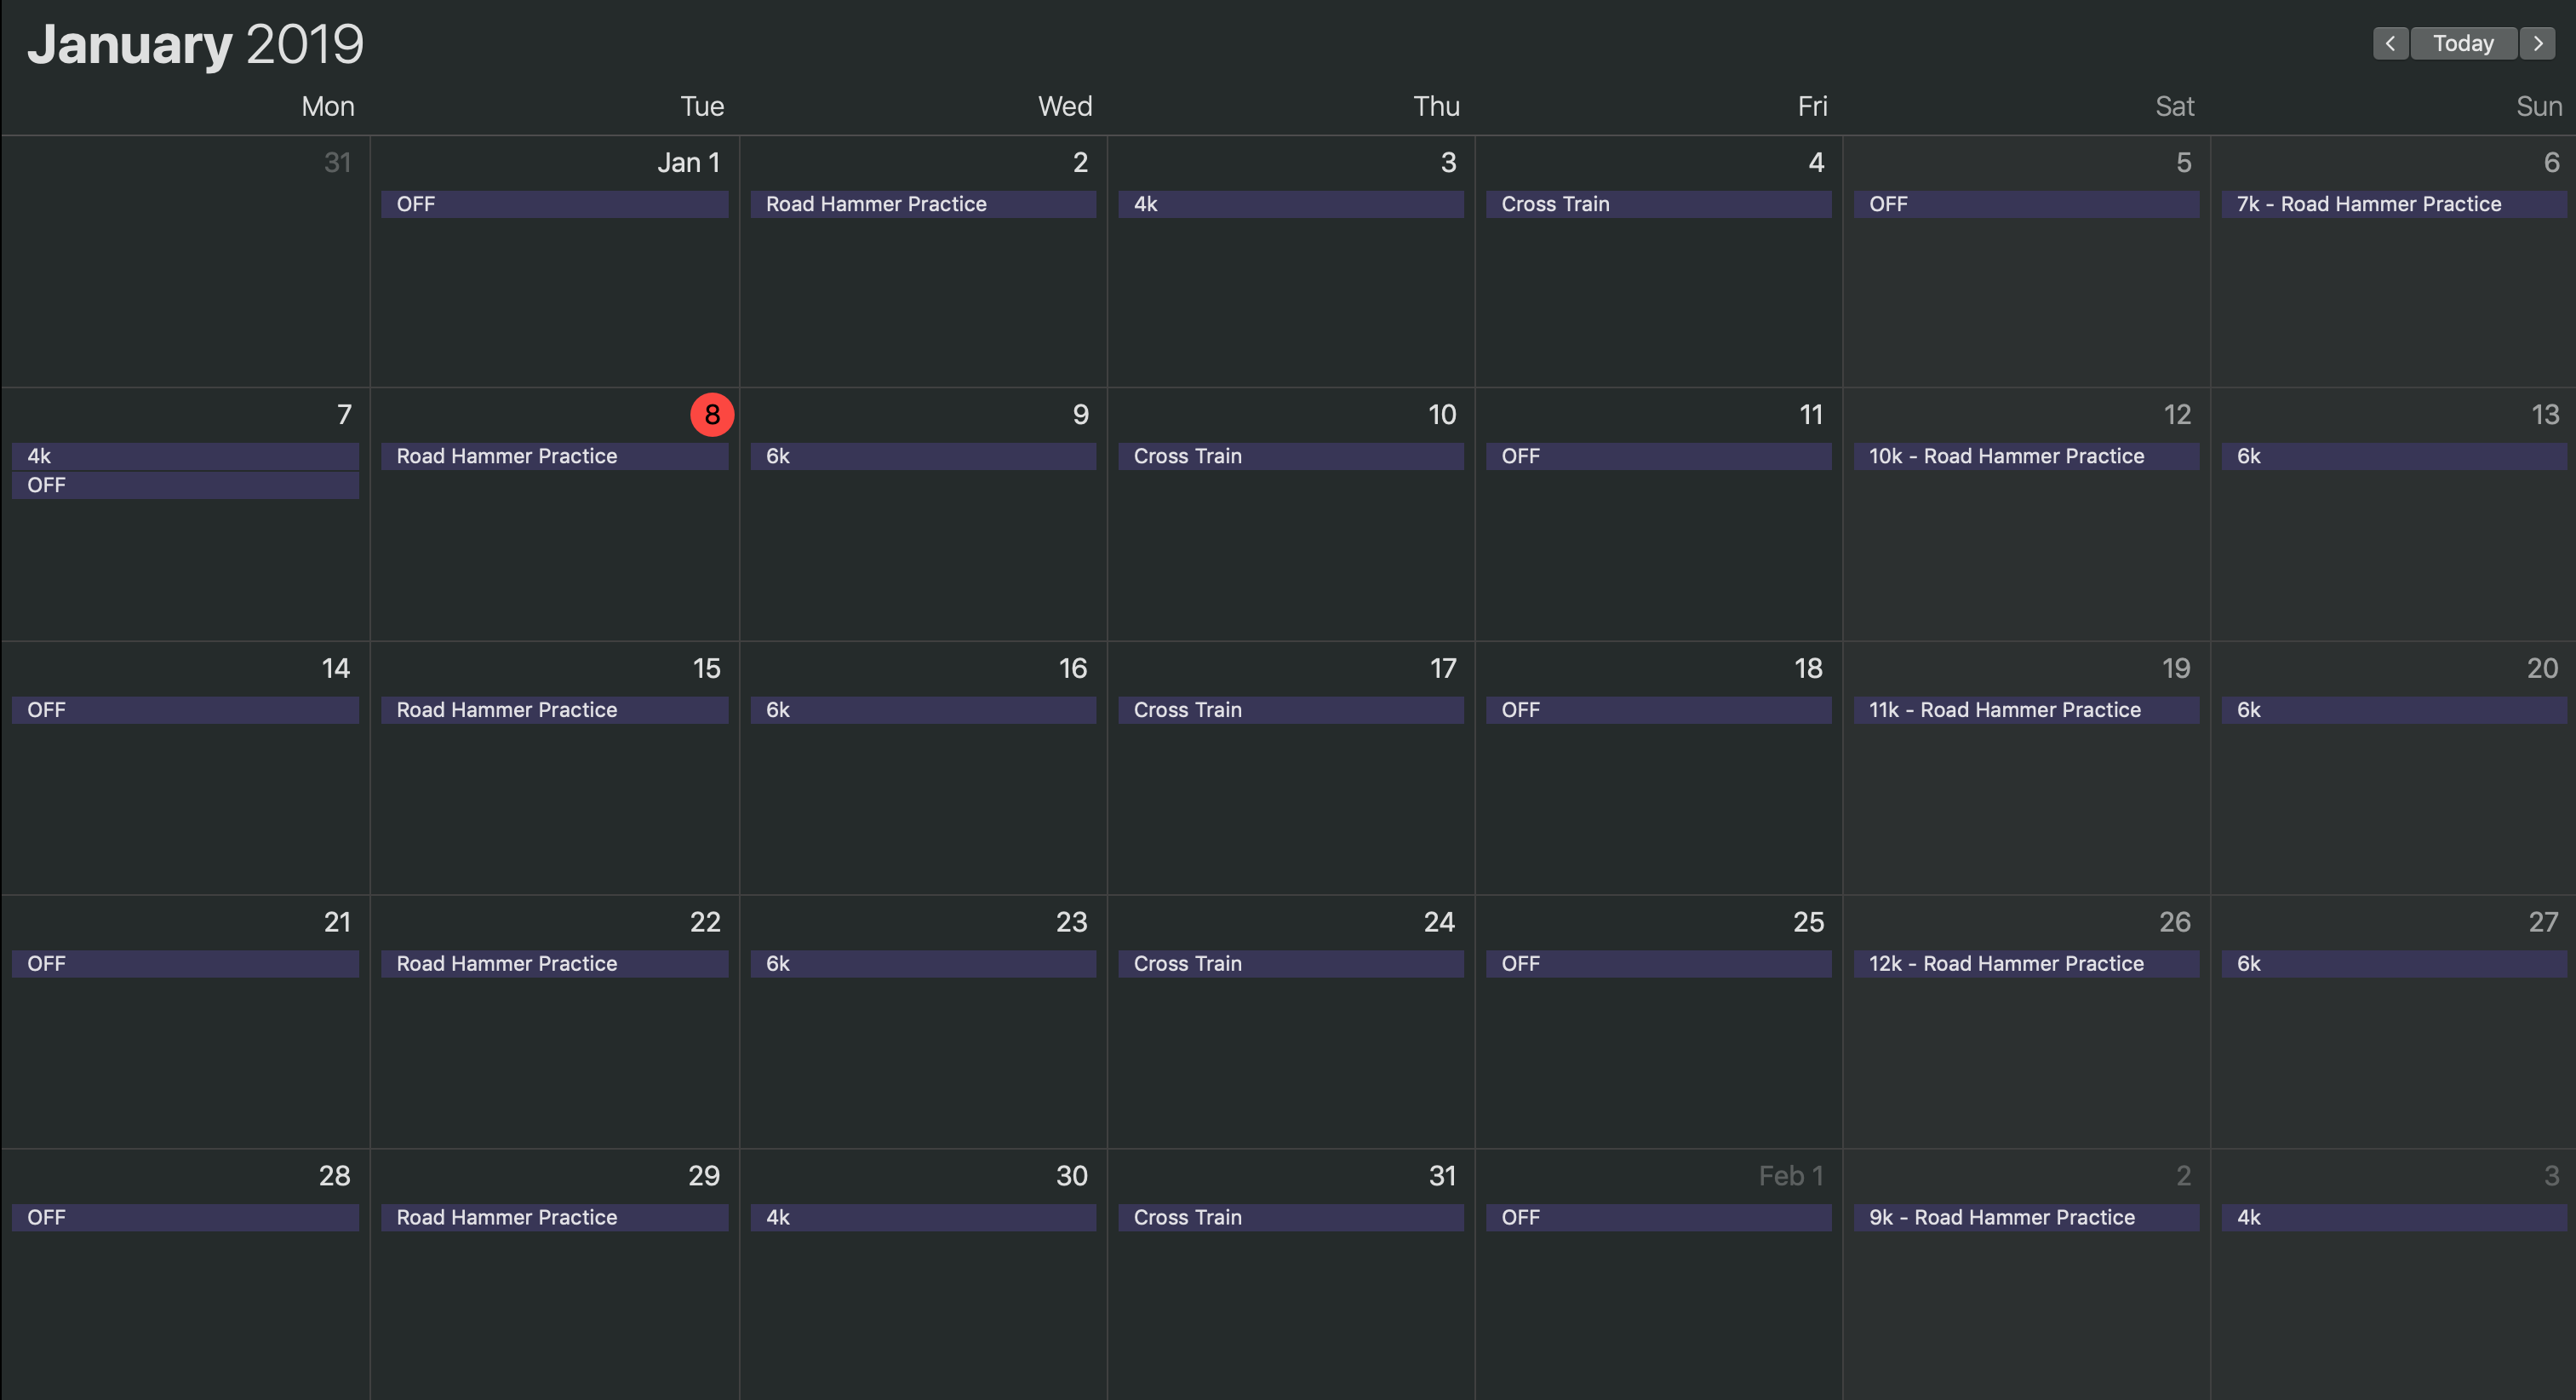 January 2019
< Today >
Mon Tue Wed Thu Fri Sat Sun
31 Jan 1 2 3 4 5 6
OFF Road Hammer Practice 4k Cross Train OFF 7k - Road Hammer Practice
7 8 9 10 11 12 13
4k Road Hammer Practice 6k Cross Train OFF 10k - Road Hammer Practice 6k
OFF
14 15 16 17 18 19 20
OFF Road Hammer Practice 6k Cross Train OFF 11k - Road Hammer Practice 6k
21 22 23 24 25 26 27
OFF Road Hammer Practice 6k Cross Train OFF 12k - Road Hammer Practice 6k
28 29 30 31 Feb 1 2 3
OFF Road Hammer Practice 4k Cross Train OFF 9k - Road Hammer Practice 4k